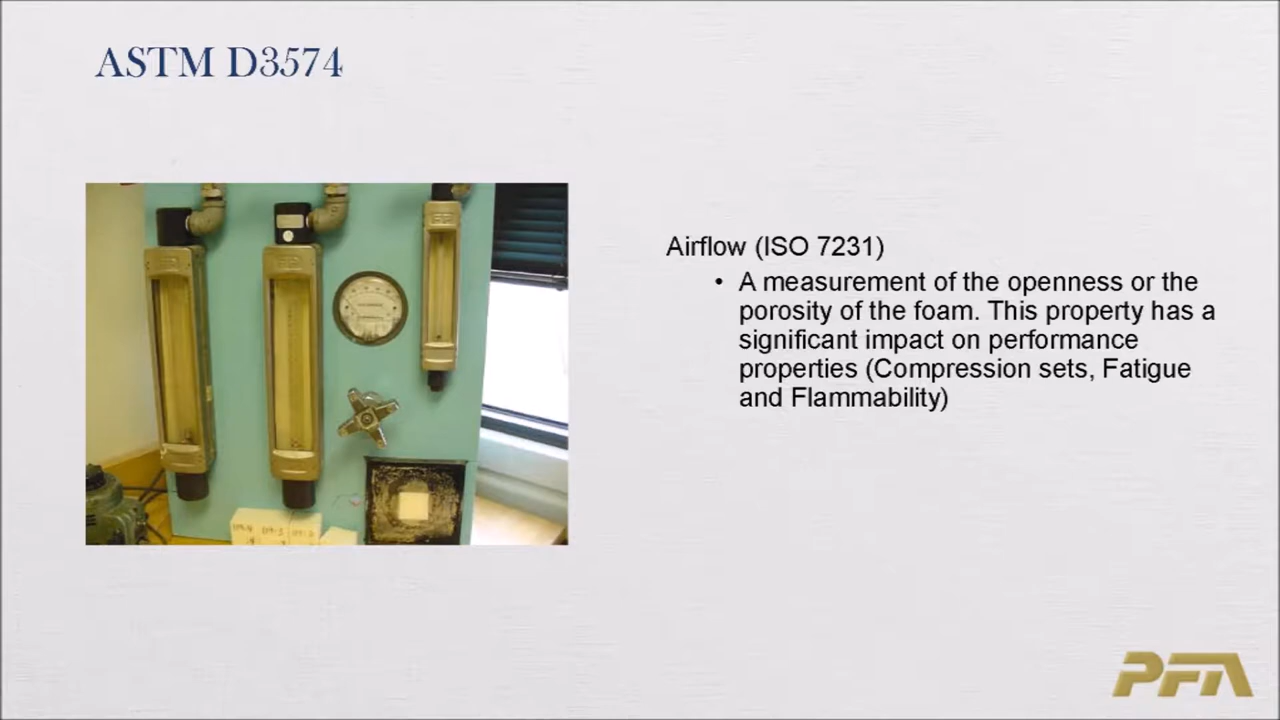 ASTM D3574
Airflow (ISO 7231)
• A measurement of the openness or the
porosity of the foam. This property has a
significant impact on performance
properties (Compression sets, Fatigue
and Flammability)
PFA